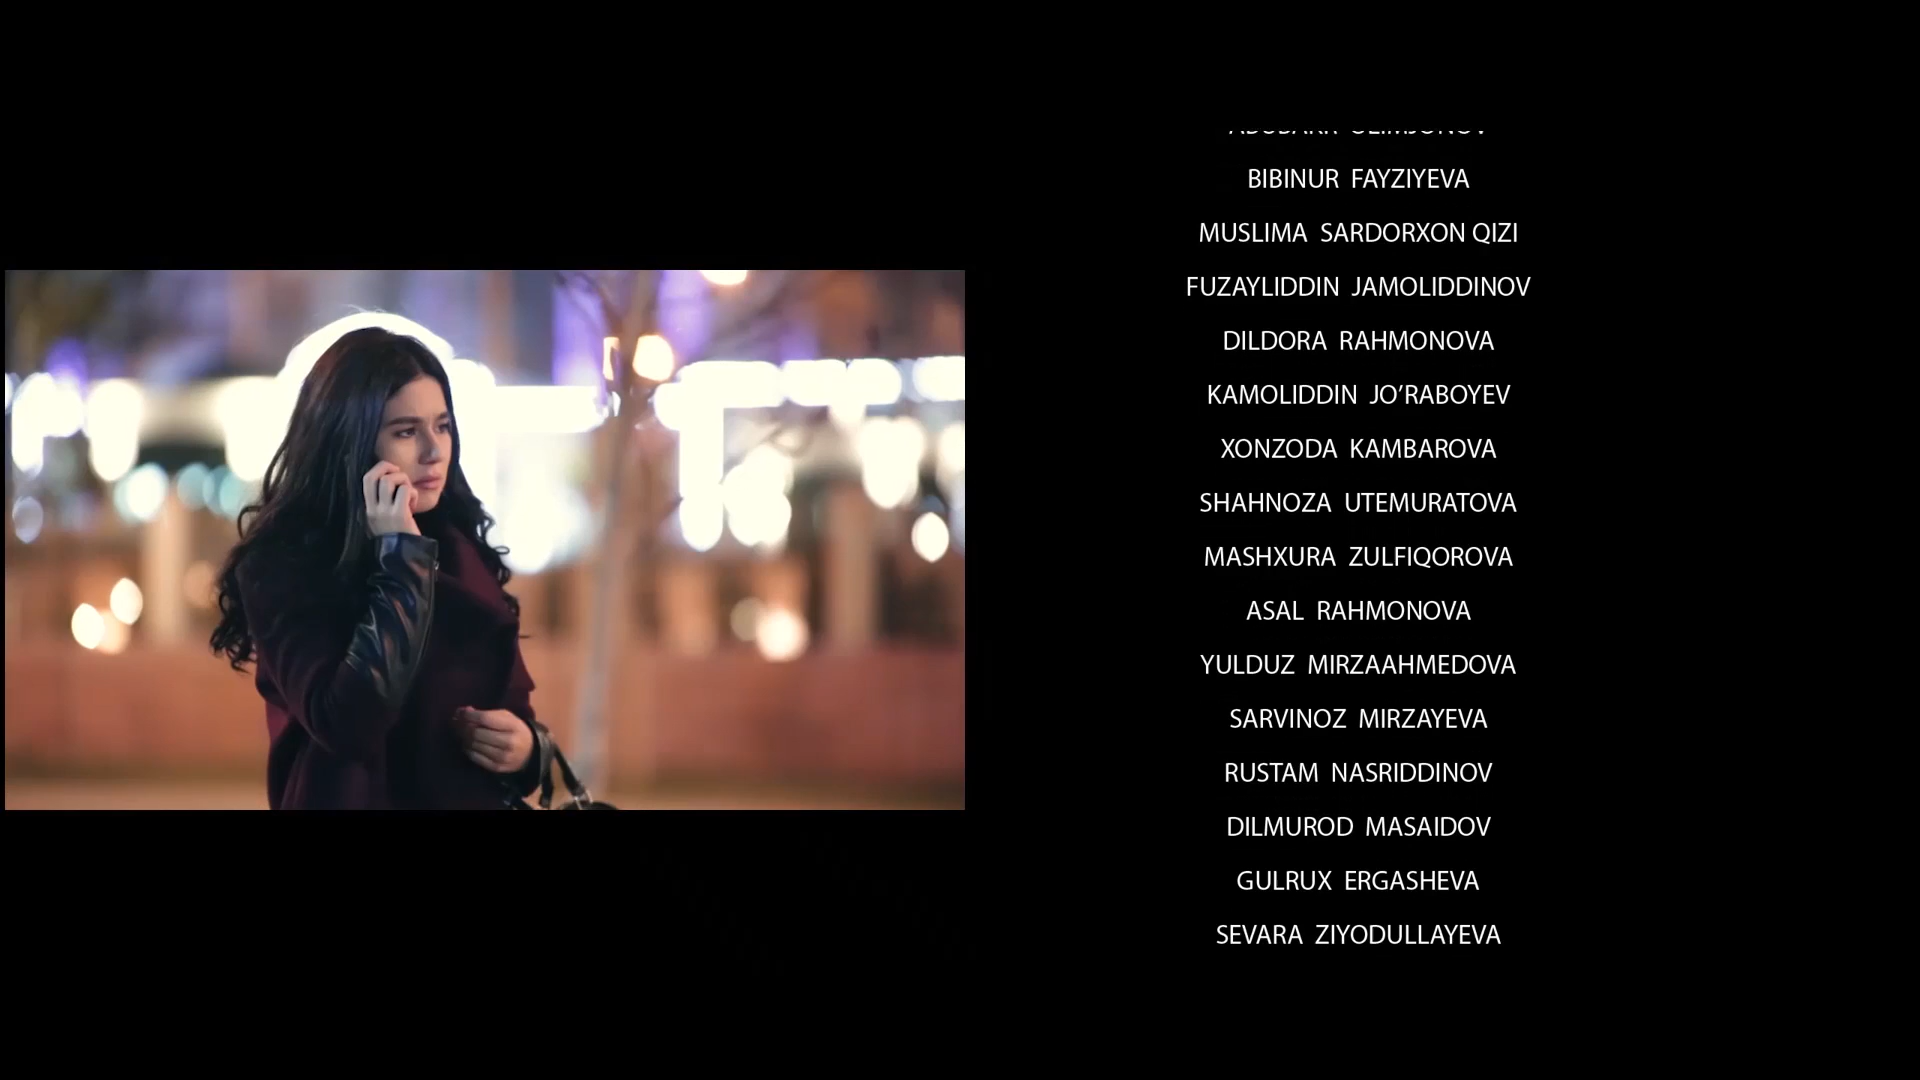 BIBINUR FAYZIYEVA
MUSLIMA SARDORXON QIZI
FUZAYLIDDIN JAMOLIDDINOV
DILDORA RAHMONOVA
KAMOLIDDIN JO’RABOYEV
XONZODA KAMBAROVA
SHAHNOZA UTEMURATOVA
MASHXURA ZULFIQOROVA
ASAL RAHMONOVA
YULDUZ MIRZAAHMEDOVA
SARVINOZ MIRZAYEVA
RUSTAM NASRIDDINOV
DILMUROD MASAIDOV
GULRUX ERGASHEVA
SEVARA ZIYODULLAYEVA